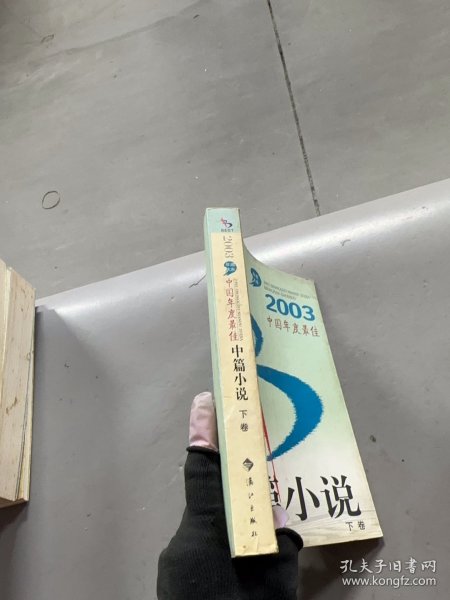 2003
中国年度最佳
中篇小说
下卷
漓江出版社
2003
中国年度最佳
小说
下卷
孔夫子旧书网
www.kongfz.com